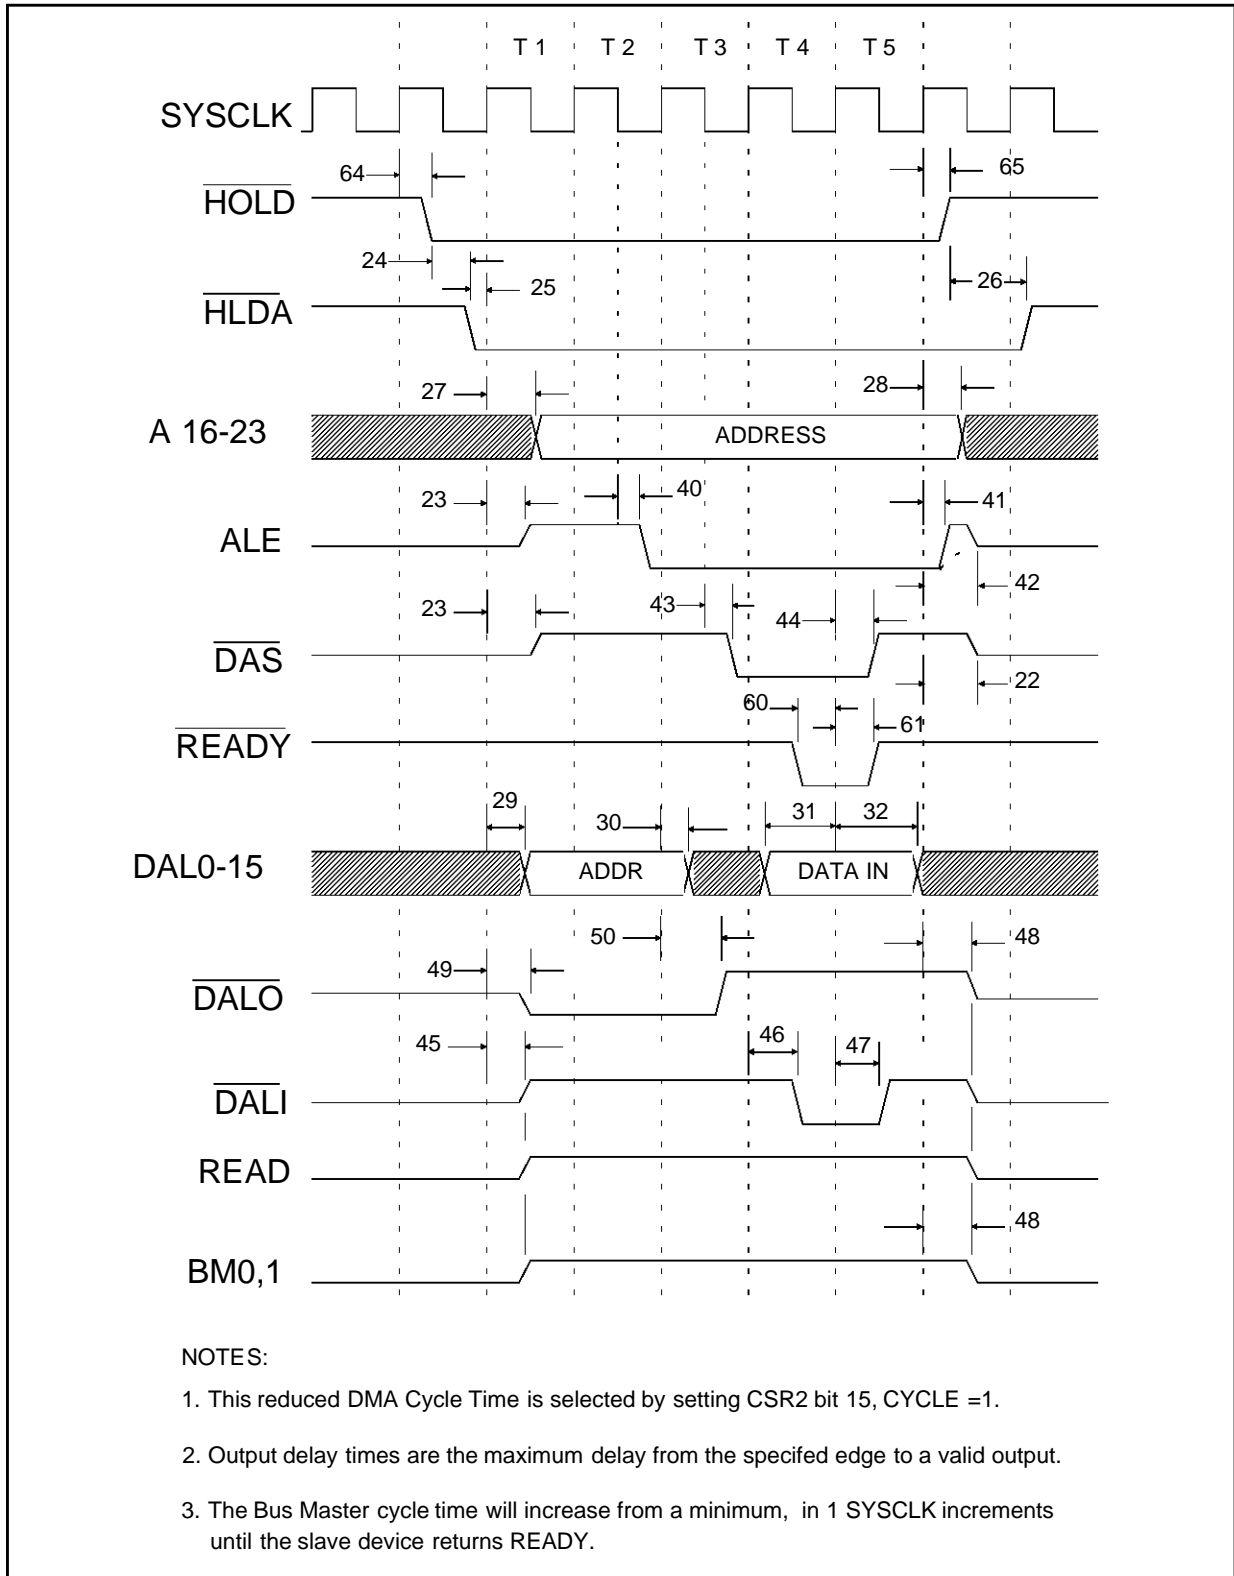 T 1 T 2 T 3 T 4 T 5
SYSCLK
64 65
HOLD
24 25 26
HLDA
27 28
A 16-23 ADDRESS
23 40 41
ALE
42
23 43 44
DAS
22
60
READY 61
29 30 31 32
DAL0-15 ADDR DATA IN
50 48
49
DALO
45 46 47
DALI
READ
48
BM0,1
NOTES:
1. This reduced DMA Cycle Time is selected by setting CSR2 bit 15, CYCLE =1.
2. Output delay times are the maximum delay from the specifed edge to a valid output.
3. The Bus Master cycle time will increase from a minimum, in 1 SYSCLK increments
until the slave device returns READY.